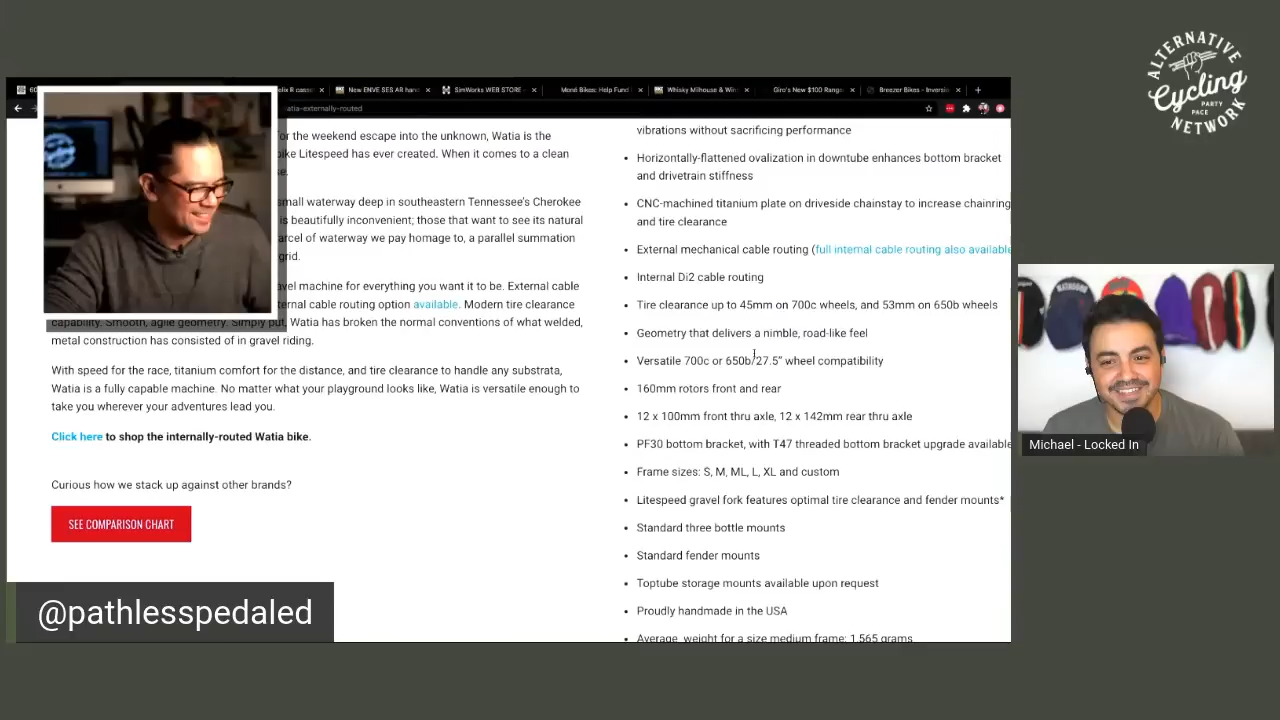 ALTERNATIVE
Cycling
PARTY
PACE
NETWORK
New ENVE SES AR han
SimWorks WEB STORE -
Moné Bikes: Help Fund
Whisky Milhouse & Win
Giro's New $100 Rang
Breezer Bikes - Inversio
atia-externally-routed
or the weekend escape into the unknown, Watia is the
bike Litespeed has ever created. When it comes to a clean
small waterway deep in southeastern Tennessee's Cherokee
is beautifully inconvenient; those that want to see its natural
arcel of waterway we pay homage to, a parallel summation
grid.
avel machine for everything you want it to be. External cable
ternal cable routing option available. Modern tire clearance
capability. Smooth, agile geometry. Simply put, Watia has broken the normal conventions of what welded,
metal construction has consisted of in gravel riding.
With speed for the race, titanium comfort for the distance, and tire clearance to handle any substrata,
Watia is a fully capable machine. No matter what your playground looks like, Watia is versatile enough to
take you wherever your adventures lead you.
Click here to shop the internally-routed Watia bike.
Curious how we stack up against other brands?
SEE COMPARISON CHART
vibrations without sacrificing performance
• Horizontally-flattened ovalization in downtube enhances bottom bracket
and drivetrain stiffness
• CNC-machined titanium plate on driveside chainstay to increase chainring
and tire clearance
• External mechanical cable routing (full internal cable routing also available
• Internal Di2 cable routing
• Tire clearance up to 45mm on 700c wheels, and 53mm on 650b wheels
• Geometry that delivers a nimble, road-like feel
• Versatile 700c or 650b/27.5” wheel compatibility
• 160mm rotors front and rear
• 12 x 100mm front thru axle, 12 x 142mm rear thru axle
• PF30 bottom bracket, with T47 threaded bottom bracket upgrade available
• Frame sizes: S, M, ML, L, XL and custom
• Litespeed gravel fork features optimal tire clearance and fender mounts*
• Standard three bottle mounts
• Standard fender mounts
• Toptube storage mounts available upon request
• Proudly handmade in the USA
• Average weight for a size medium frame: 1,565 grams
@pathlesspedaled
Michael - Locked In